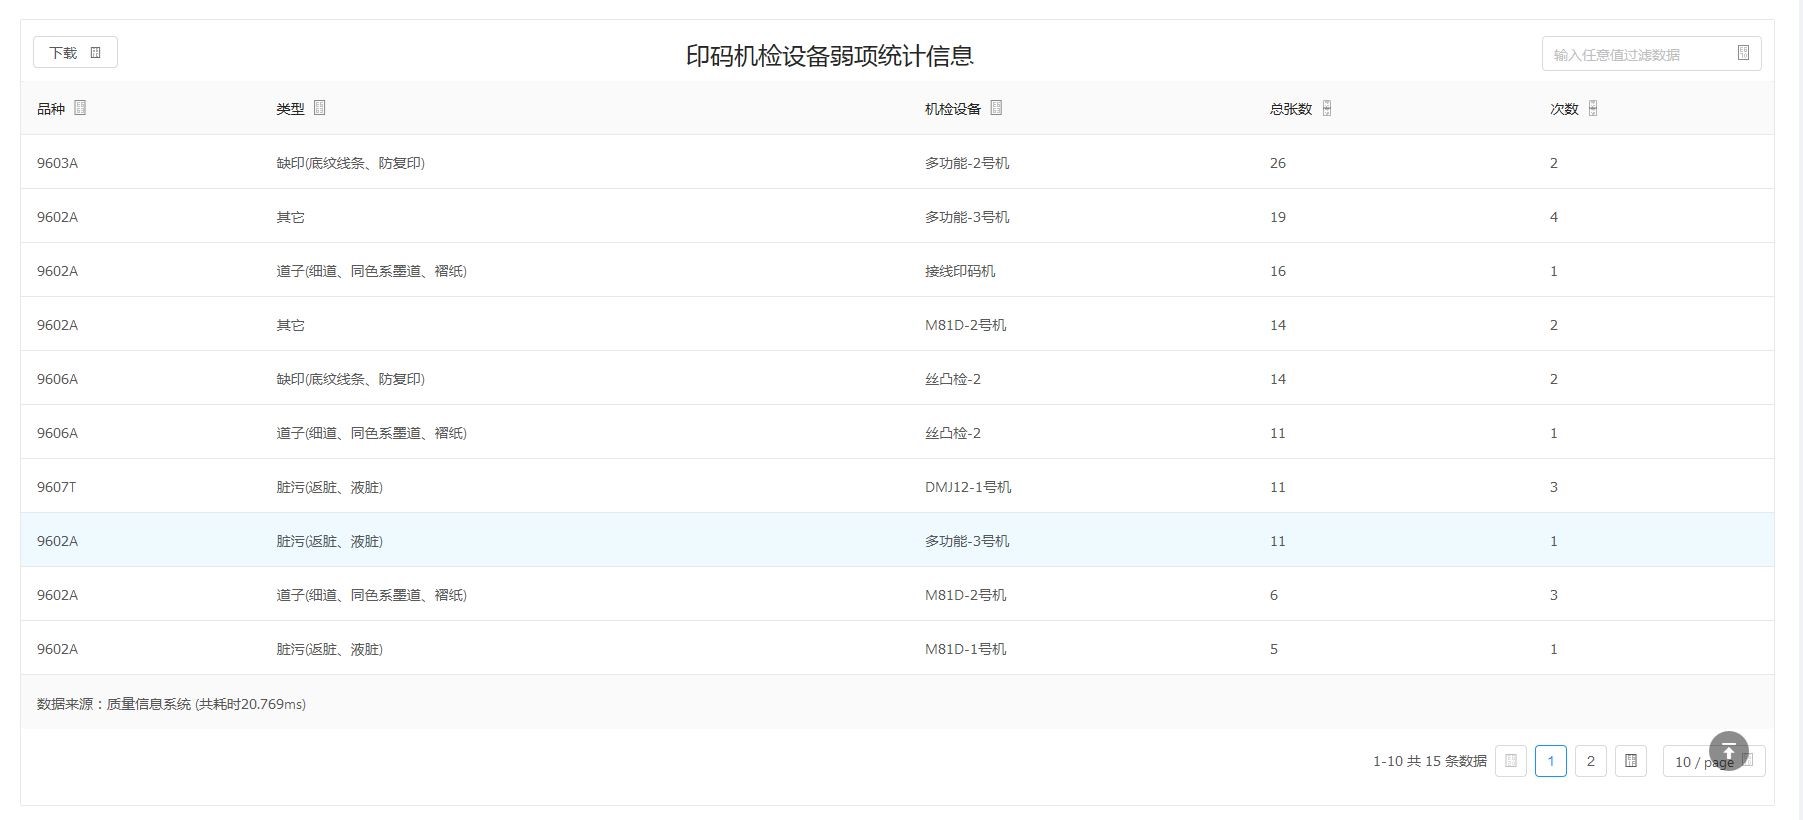 下载
印码机检设备弱项统计信息
输入任意值过滤数据
品种 类型 机检设备 总张数 次数
9603A 缺印(底纹线条、防复印) 多功能-2号机 26 2
9602A 其它 多功能-3号机 19 4
9602A 道子(细道、同色系墨道、褶纸) 接线印码机 16 1
9602A 其它 M81D-2号机 14 2
9606A 缺印(底纹线条、防复印) 丝凸检-2 14 2
9606A 道子(细道、同色系墨道、褶纸) 丝凸检-2 11 1
9607T 脏污(返脏、液脏) DMJ12-1号机 11 3
9602A 脏污(返脏、液脏) 多功能-3号机 11 1
9602A 道子(细道、同色系墨道、褶纸) M81D-2号机 6 3
9602A 脏污(返脏、液脏) M81D-1号机 5 1
数据来源：质量信息系统 (共耗时20.769ms)
1-10 共 15 条数据 1 2 10 / page